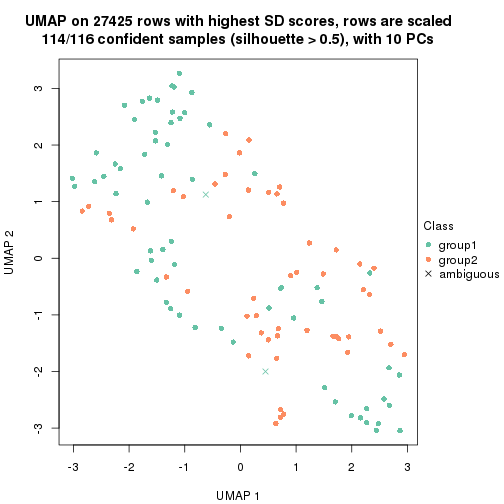 UMAP on 27425 rows with highest SD scores, rows are scaled
114/116 confident samples (silhouette > 0.5), with 10 PCs
3
2
1
0
-1
-2
-3
UMAP 2
-3
-2
-1
0
1
2
3
UMAP 1
Class
group1
group2
ambiguous